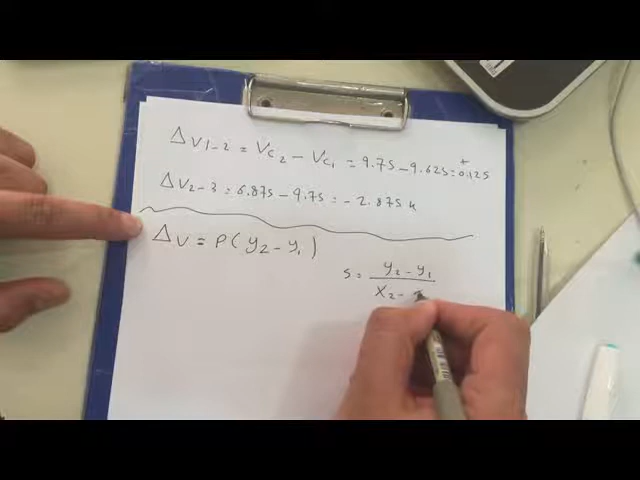 ΔV1-2 = Vc2 - Vc1 = 9.75 - 9.625 = +0.125
ΔV2-3 = 6.875 - 9.75 = -2.875 k
ΔV = P(y2 - y1)
S = y2 - y1
x2 -